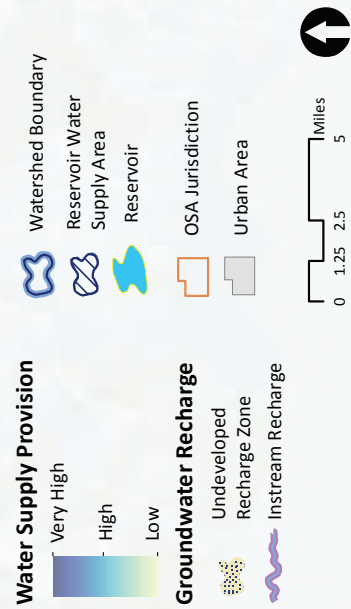 Water Supply Provision
Very High
High
Low
Groundwater Recharge
Undeveloped
Recharge Zone
Instream Recharge
Watershed Boundary
Reservoir Water
Supply Area
Reservoir
OSA Jurisdiction
Urban Area
0 1.25 2.5 5
Miles